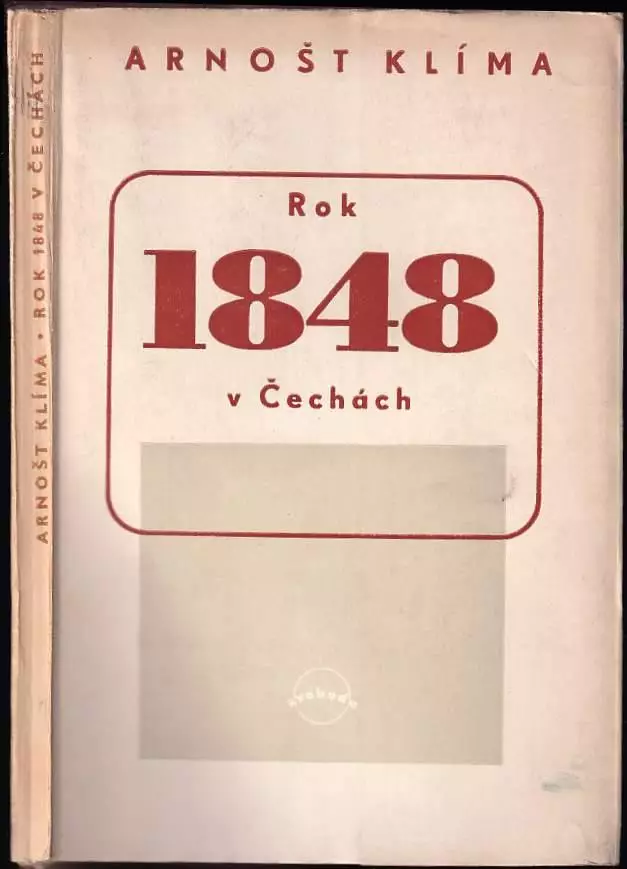 ARNOŠT KLÍMA
Rok
1848
v Čechách
svoboda
ARNOŠT KLÍMA • ROK 1848 V ČECHÁCH